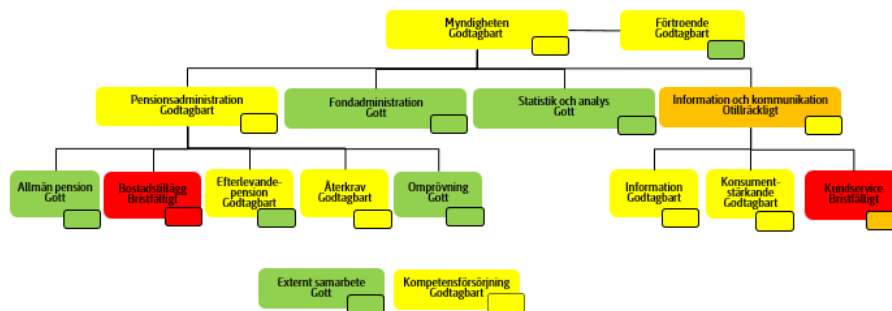 Myndigheten
Godtagbart
Förtroende
Godtagbart
Pensionsadministration
Godtagbart
Fondadministration
Gott
Statistik och analys
Gott
Information och kommunikation
Otillräckligt
Allmän pension
Gott
Bostadstillägg
Bristfälligt
Efterlevande-
pension
Godtagbart
Återkrav
Godtagbart
Omprövning
Gott
Information
Godtagbart
Konsument-
stärkande
Godtagbart
Kundservice
Bristfälligt
Externt samarbete
Gott
Kompetensförsörjning
Godtagbart